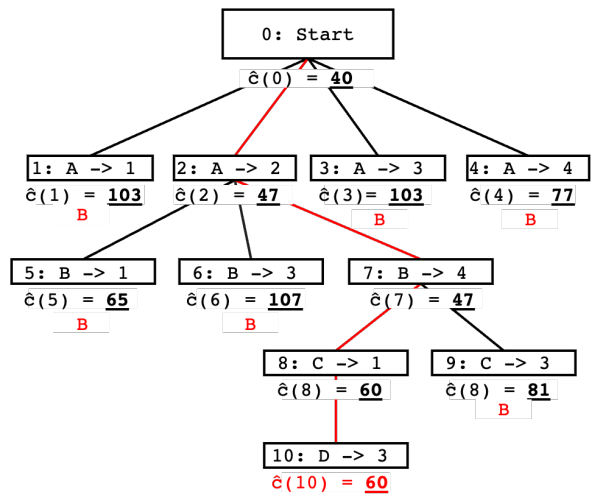 0: Start
ĉ(0) = 40
1: A -> 1
2: A -> 2
3: A -> 3
4: A -> 4
ĉ(1) = 103
ĉ(2) = 47
ĉ(3)= 103
ĉ(4) = 77
B
B
B
5: B -> 1
6: B -> 3
7: B -> 4
ĉ(5) = 65
ĉ(6) = 107
ĉ(7) = 47
B
B
8: C -> 1
9: C -> 3
ĉ(8) = 60
ĉ(8) = 81
B
10: D -> 3
ĉ(10) = 60